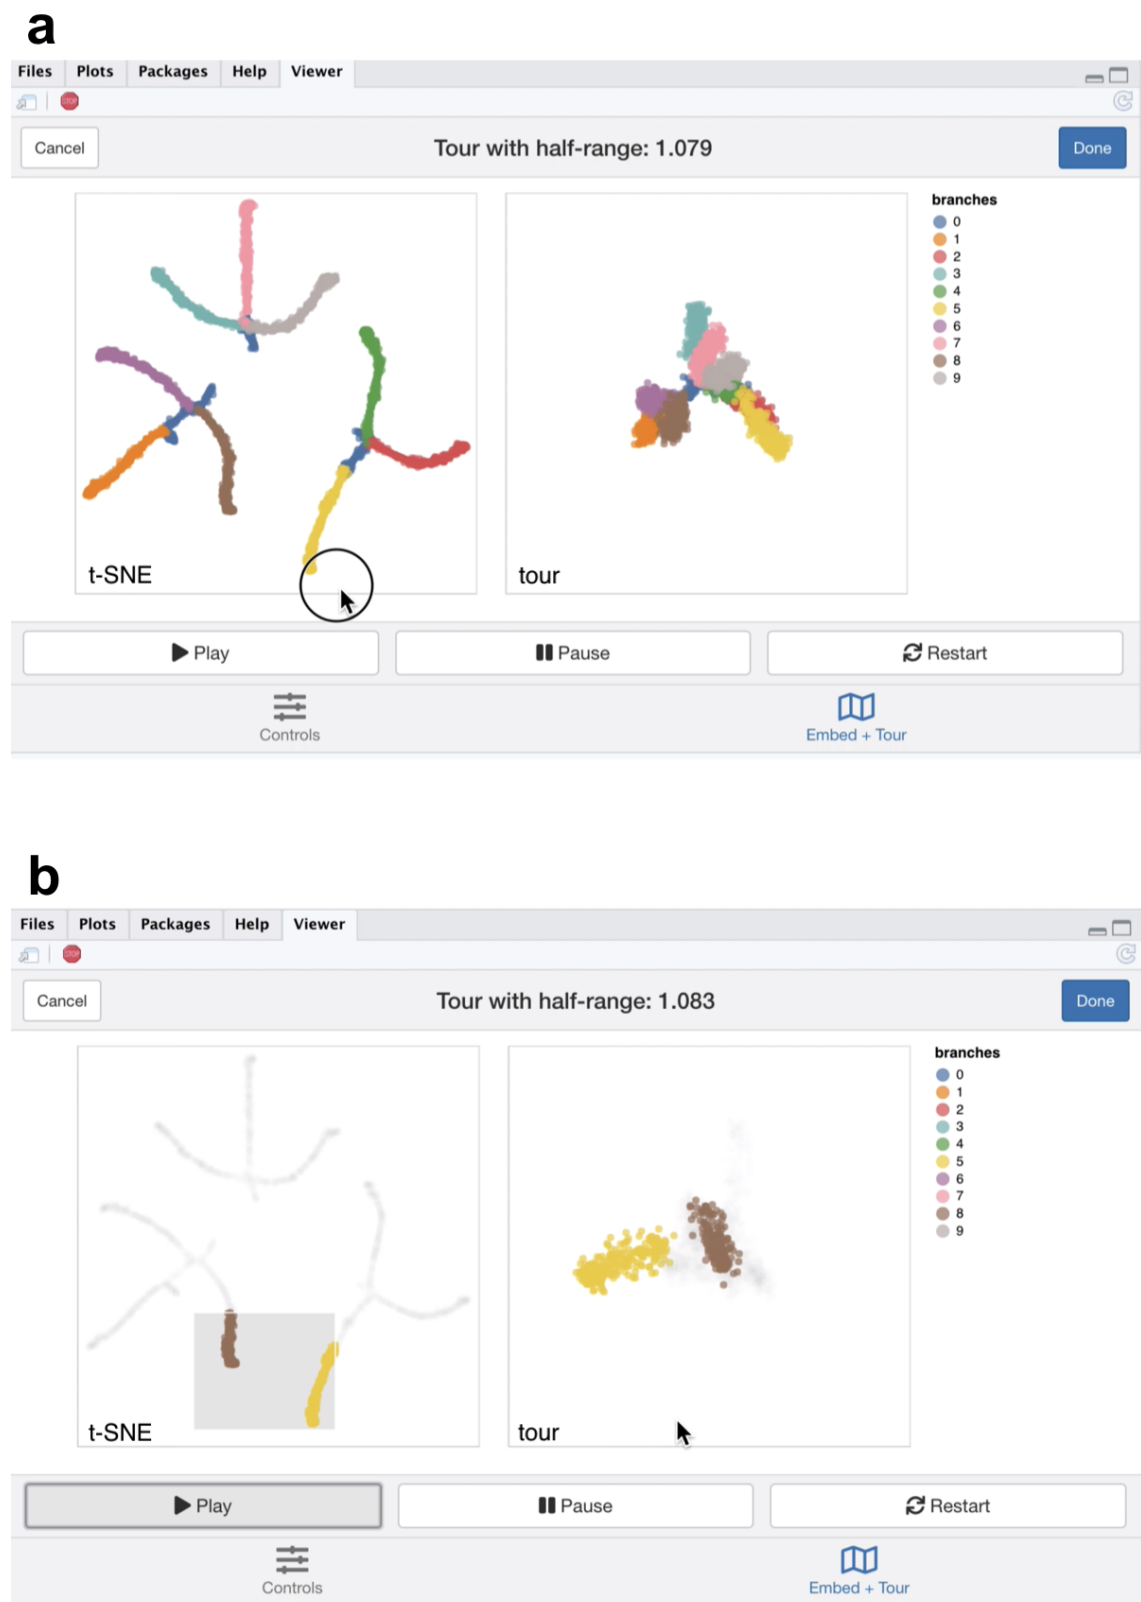 a
Files Plots Packages Help Viewer
STOP
Cancel Tour with half-range: 1.079 Done
branches
0
1
2
3
4
5
6
7
8
9
t-SNE tour
Play Pause Restart
Controls Embed + Tour
b
Files Plots Packages Help Viewer
STOP
Cancel Tour with half-range: 1.083 Done
branches
0
1
2
3
4
5
6
7
8
9
t-SNE tour
Play Pause Restart
Controls Embed + Tour